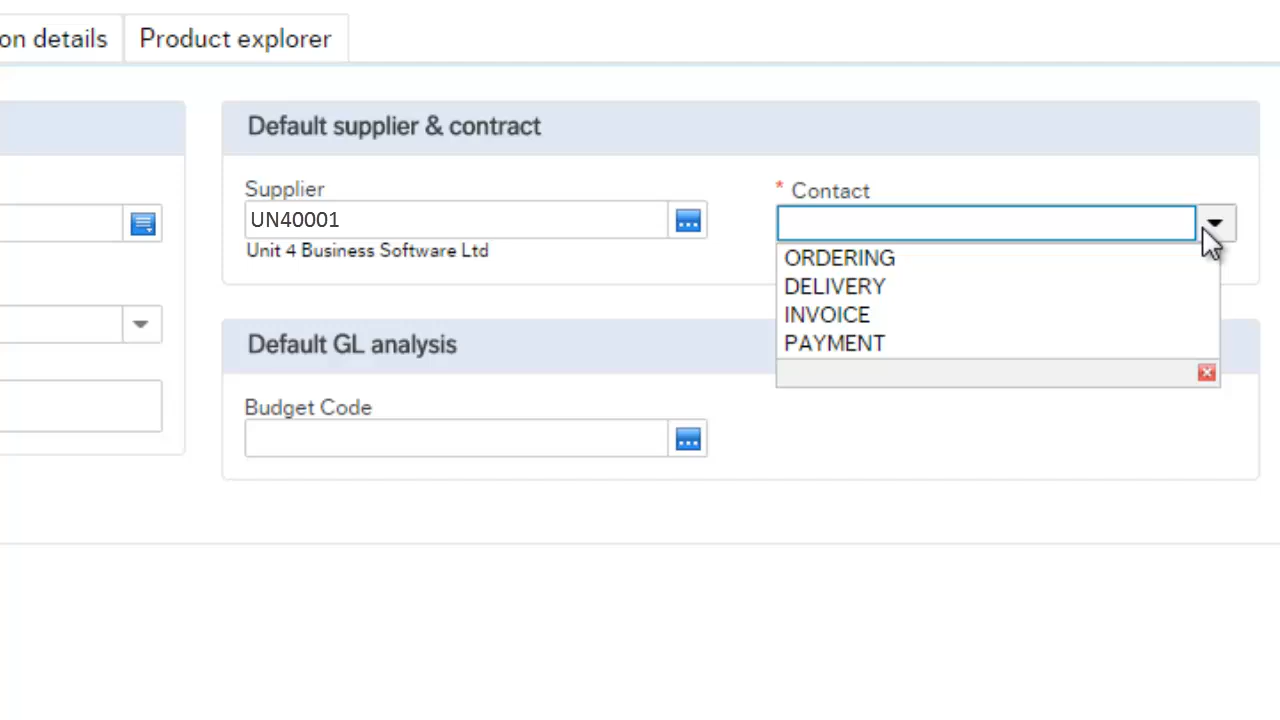 on details
Product explorer
Default supplier & contract
Supplier
* Contact
UN40001
Unit 4 Business Software Ltd
ORDERING
DELIVERY
INVOICE
PAYMENT
Default GL analysis
Budget Code